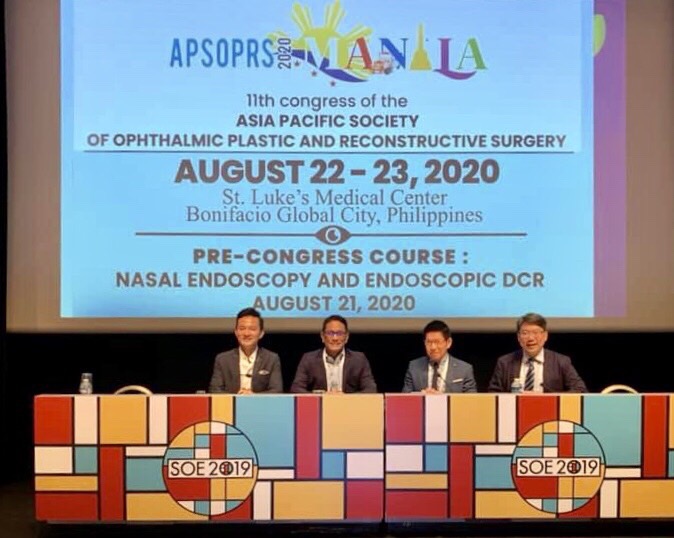 APSOPRS 2020 MANILA
11th congress of the
ASIA PACIFIC SOCIETY
OF OPHTHALMIC PLASTIC AND RECONSTRUCTIVE SURGERY
AUGUST 22 - 23, 2020
St. Luke's Medical Center
Bonifacio Global City, Philippines
PRE-CONGRESS COURSE :
NASAL ENDOSCOPY AND ENDOSCOPIC DCR
AUGUST 21, 2020
SOE 2019
SOE 2019